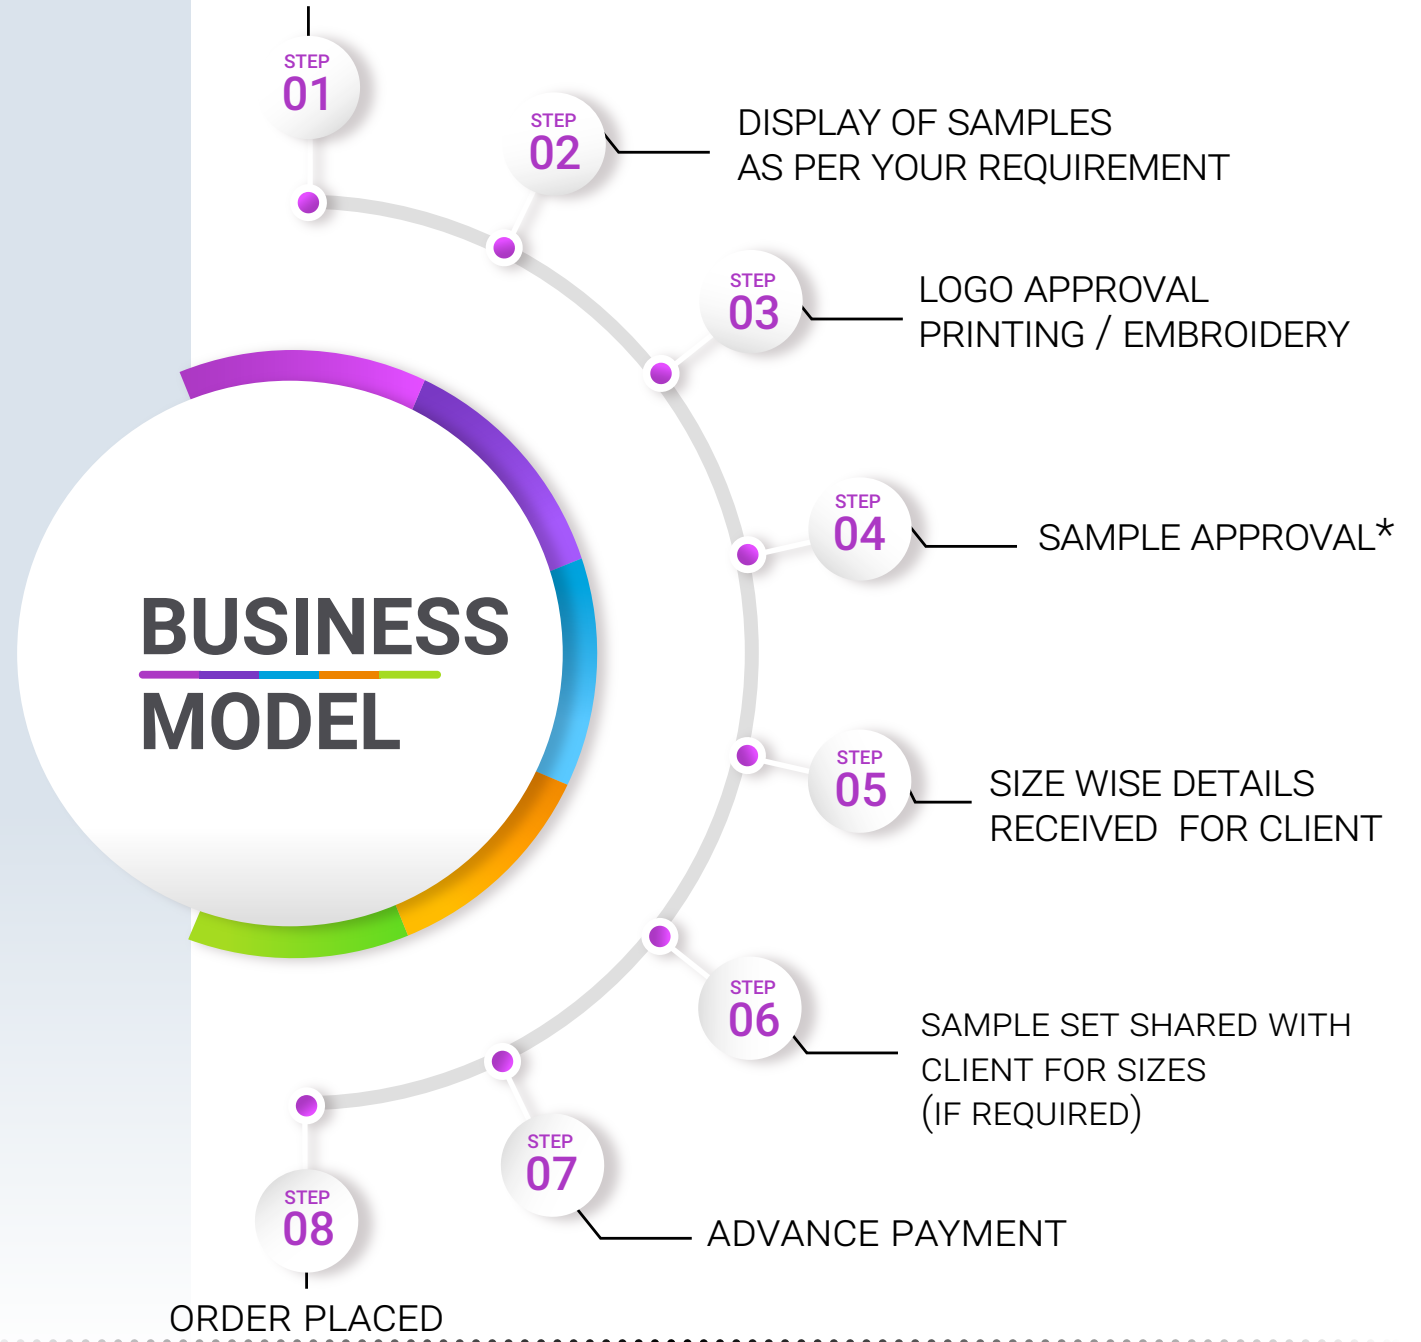 STEP
01
STEP
02
DISPLAY OF SAMPLES
AS PER YOUR REQUIREMENT
STEP
03
LOGO APPROVAL
PRINTING / EMBROIDERY
STEP
04
SAMPLE APPROVAL*
BUSINESS
MODEL
STEP
05
SIZE WISE DETAILS
RECEIVED FOR CLIENT
STEP
06
SAMPLE SET SHARED WITH
CLIENT FOR SIZES
(IF REQUIRED)
STEP
07
ADVANCE PAYMENT
STEP
08
ORDER PLACED